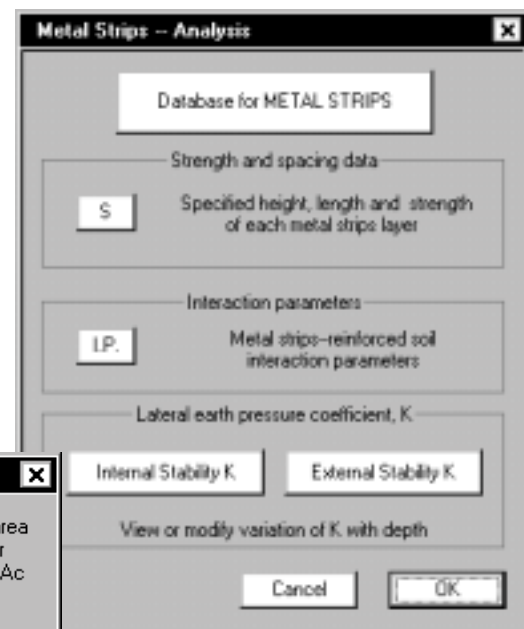 Metal Strips -- Analysis
Database for METAL STRIPS
Strength and spacing data
S
Specified height, length and strength
of each metal strips layer
Interaction parameters
I.P.
Metal strips-reinforced soil
interaction parameters
Lateral earth pressure coefficient, K
Internal Stability K
External Stability K
View or modify variation of K with depth
Cancel
OK
Ac